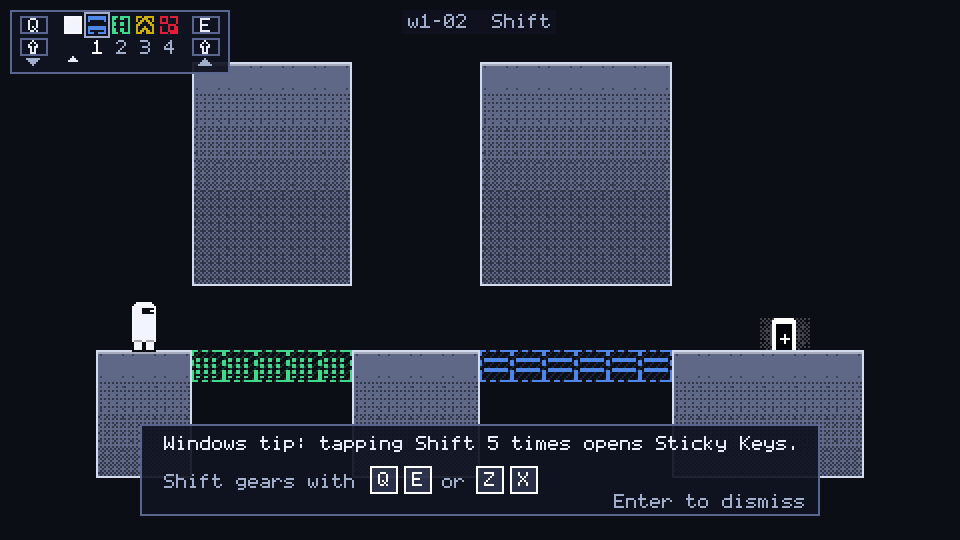 w1-02 Shift
Q E
1 2 3 4
Windows tip: tapping Shift 5 times opens Sticky Keys.
Shift gears with Q E or Z X
Enter to dismiss